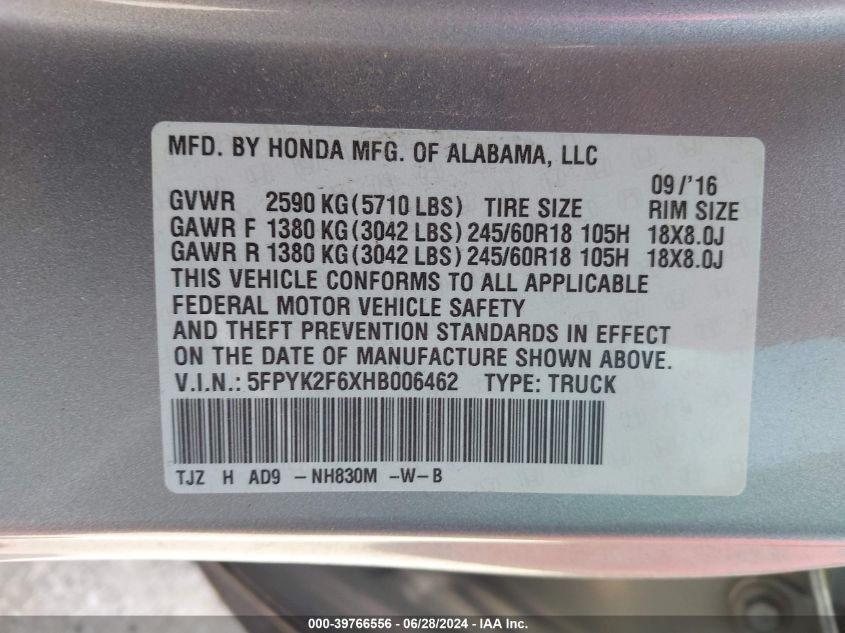 MFD. BY HONDA MFG. OF ALABAMA, LLC
09/'16
GVWR 2590 KG(5710 LBS) TIRE SIZE RIM SIZE
GAWR F 1380 KG(3042 LBS) 245/60R18 105H 18X8.0J
GAWR R 1380 KG(3042 LBS) 245/60R18 105H 18X8.0J
THIS VEHICLE CONFORMS TO ALL APPLICABLE
FEDERAL MOTOR VEHICLE SAFETY
AND THEFT PREVENTION STANDARDS IN EFFECT
ON THE DATE OF MANUFACTURE SHOWN ABOVE.
V.I.N.: 5FPYK2F6XHB006462 TYPE: TRUCK
TJZ H AD9 -NH830M -W-B
000-39766556 - 06/28/2024 - IAA Inc.